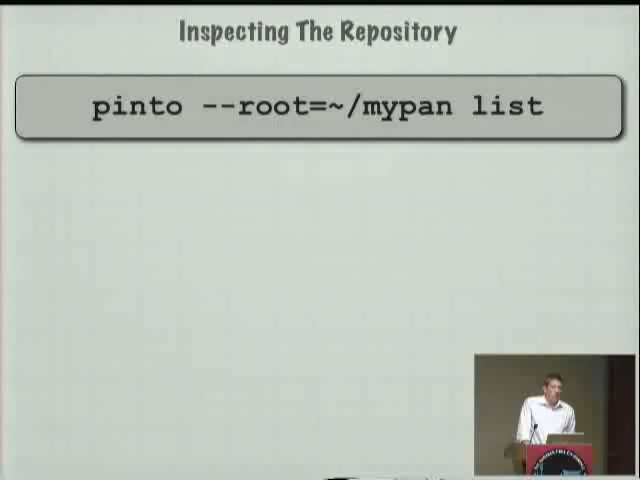 Inspecting The Repository
pinto --root=~/mypan list